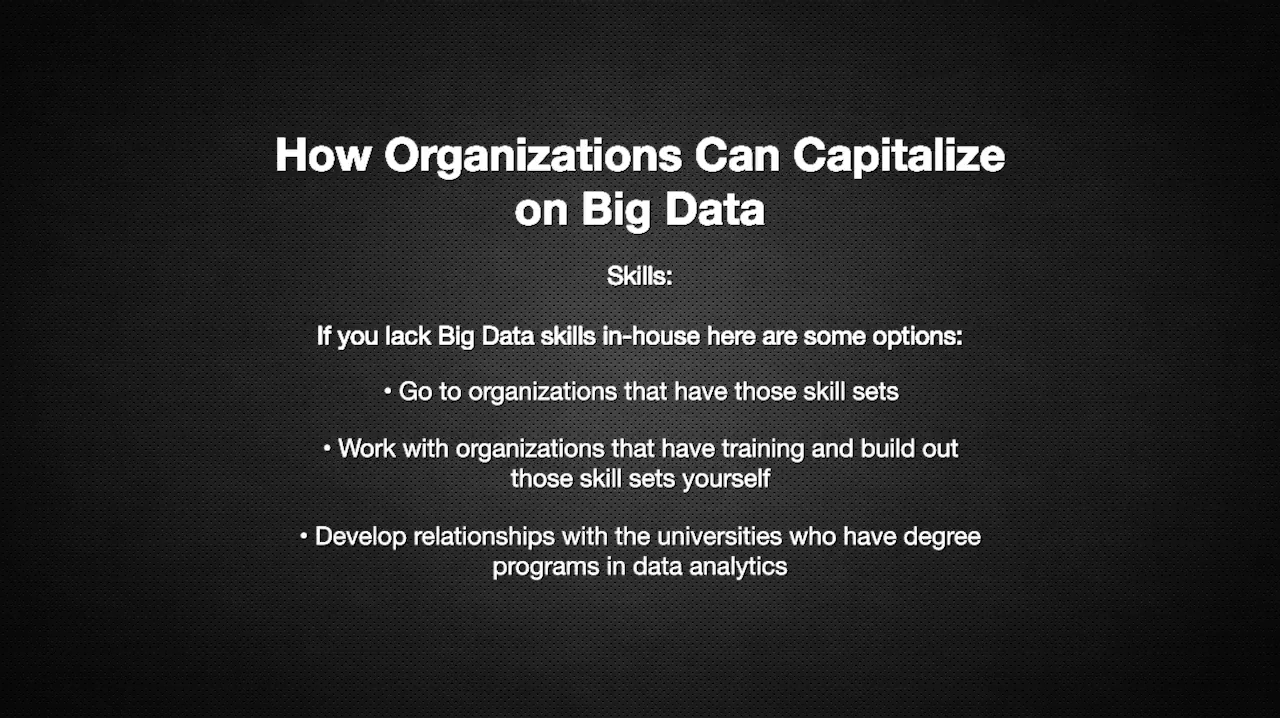 How Organizations Can Capitalize
on Big Data
Skills:
If you lack Big Data skills in-house here are some options:
• Go to organizations that have those skill sets
• Work with organizations that have training and build out
those skill sets yourself
• Develop relationships with the universities who have degree
programs in data analytics